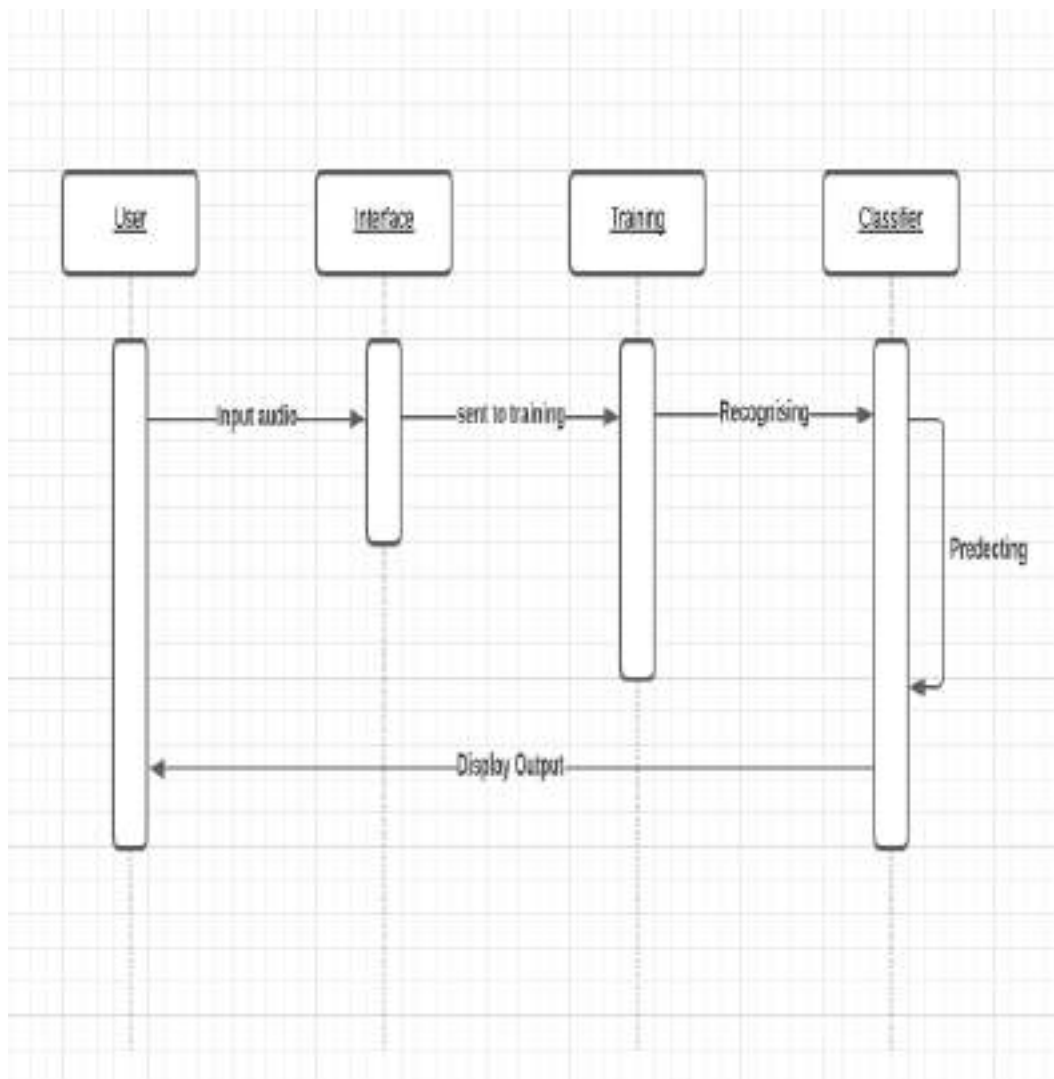 User
Interface
Training
Classifier
Input audio
sent to training
Recognising
Predecting
Display Output